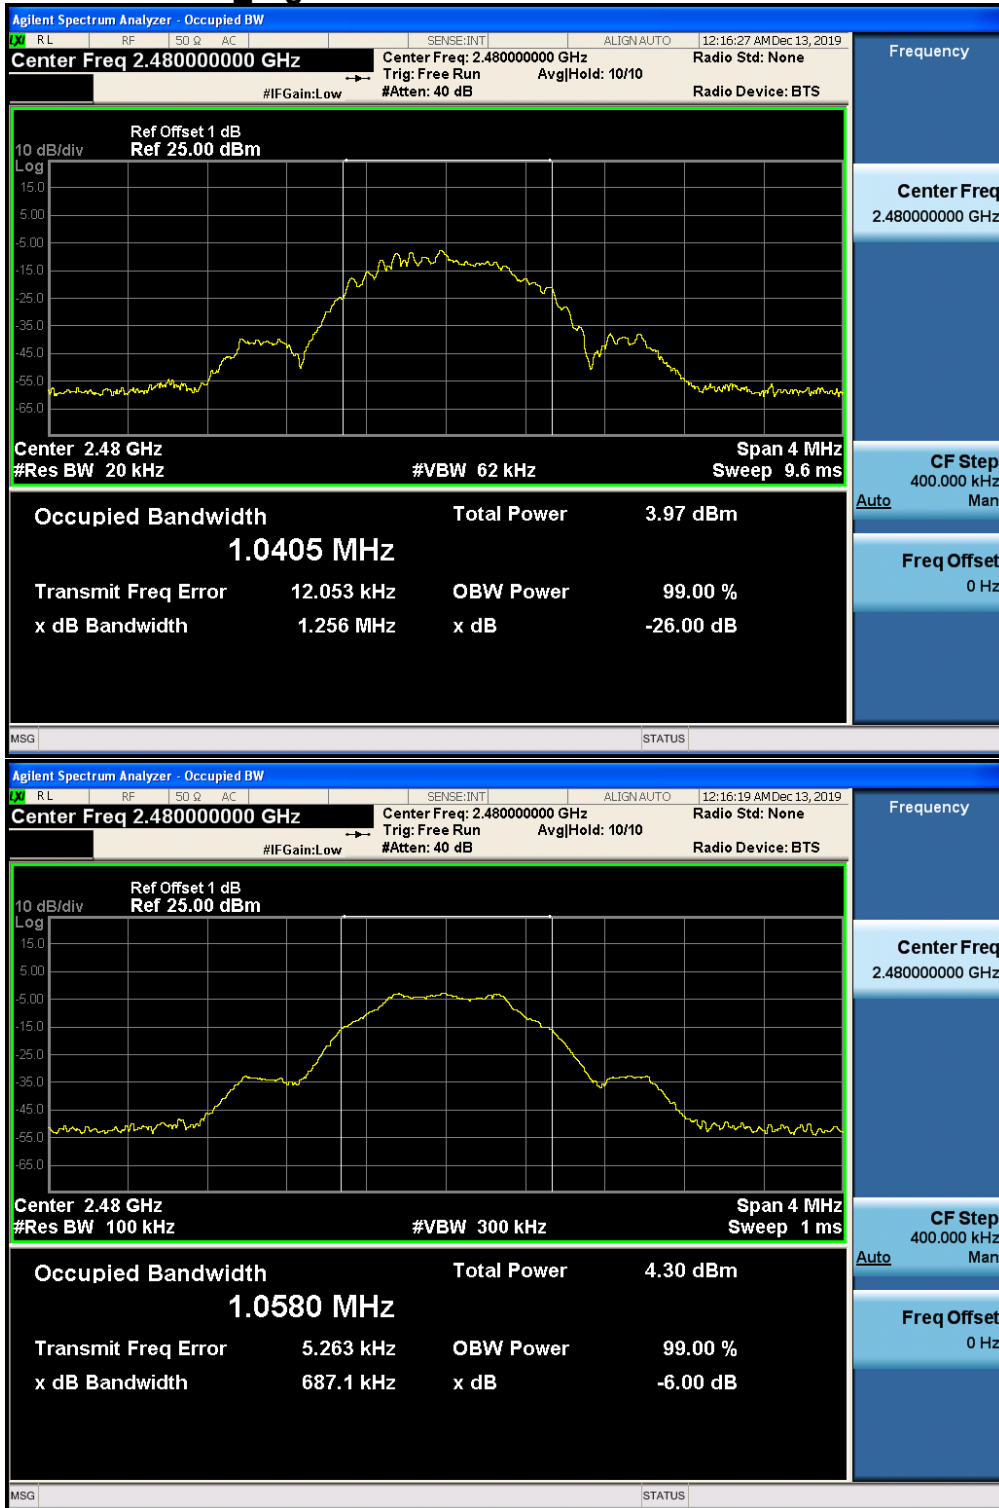 Agilent Spectrum Analyzer - Occupied BW
LXI RL RF 50 Ω AC SENSE:INT ALIGN AUTO 12:16:27 AM Dec 13, 2019
Center Freq 2.480000000 GHz Center Freq: 2.480000000 GHz Radio Std: None Frequency
Trig: Free Run Avg|Hold: 10/10
#IFGain:Low #Atten: 40 dB Radio Device: BTS
Ref Offset 1 dB
10 dB/div Ref 25.00 dBm
Log
15.0
5.00
-5.00
-15.0
-25.0
-35.0
-45.0
-55.0
-65.0
Center Freq
2.480000000 GHz
Center 2.48 GHz Span 4 MHz
#Res BW 20 kHz #VBW 62 kHz Sweep 9.6 ms
CF Step
400.000 kHz
Auto Man
Occupied Bandwidth Total Power 3.97 dBm
1.0405 MHz
Transmit Freq Error 12.053 kHz OBW Power 99.00 %
x dB Bandwidth 1.256 MHz x dB -26.00 dB
Freq Offset
0 Hz
MSG STATUS
Agilent Spectrum Analyzer - Occupied BW
LXI RL RF 50 Ω AC SENSE:INT ALIGN AUTO 12:16:19 AM Dec 13, 2019
Center Freq 2.480000000 GHz Center Freq: 2.480000000 GHz Radio Std: None Frequency
Trig: Free Run Avg|Hold: 10/10
#IFGain:Low #Atten: 40 dB Radio Device: BTS
Ref Offset 1 dB
10 dB/div Ref 25.00 dBm
Log
15.0
5.00
-5.00
-15.0
-25.0
-35.0
-45.0
-55.0
-65.0
Center Freq
2.480000000 GHz
Center 2.48 GHz Span 4 MHz
#Res BW 100 kHz #VBW 300 kHz Sweep 1 ms
CF Step
400.000 kHz
Auto Man
Occupied Bandwidth Total Power 4.30 dBm
1.0580 MHz
Transmit Freq Error 5.263 kHz OBW Power 99.00 %
x dB Bandwidth 687.1 kHz x dB -6.00 dB
Freq Offset
0 Hz
MSG STATUS